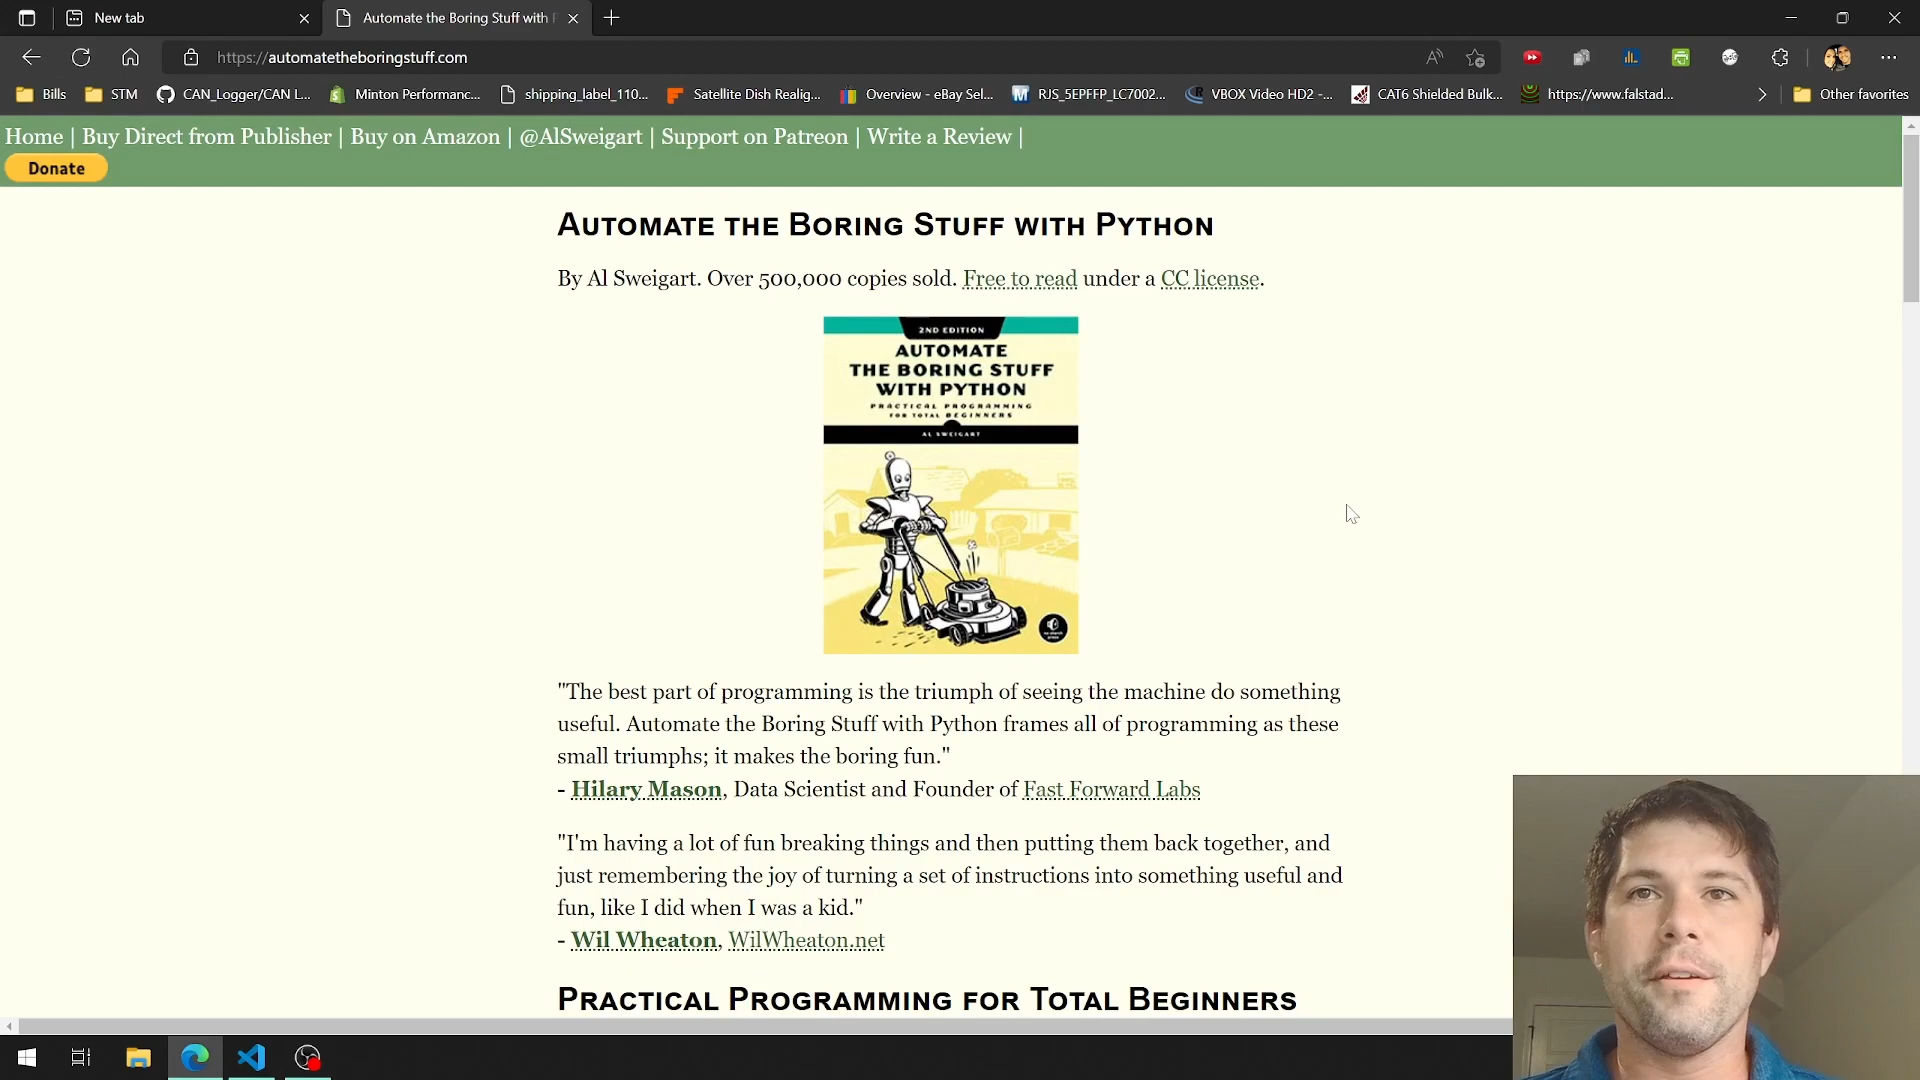 New tab
Automate the Boring Stuff with
https://automatetheboringstuff.com
Bills
STM
CAN_Logger/CAN L...
Minton Performanc...
shipping_label_110...
Satellite Dish Realig...
Overview - eBay Sel...
RJS_5EPFFP_LC7002...
VBOX Video HD2 -...
CAT6 Shielded Bulk...
https://www.falstad...
Other favorites
Home | Buy Direct from Publisher | Buy on Amazon | @AlSweigart | Support on Patreon | Write a Review |
Donate
Automate the Boring Stuff with Python
By Al Sweigart. Over 500,000 copies sold. Free to read under a CC license.
2ND EDITION
AUTOMATE
THE BORING STUFF
WITH PYTHON
PRACTICAL PROGRAMMING
FOR TOTAL BEGINNERS
AL SWEIGART
"The best part of programming is the triumph of seeing the machine do something
useful. Automate the Boring Stuff with Python frames all of programming as these
small triumphs; it makes the boring fun."
- Hilary Mason, Data Scientist and Founder of Fast Forward Labs
"I'm having a lot of fun breaking things and then putting them back together, and
just remembering the joy of turning a set of instructions into something useful and
fun, like I did when I was a kid."
- Wil Wheaton, WilWheaton.net
Practical Programming for Total Beginners